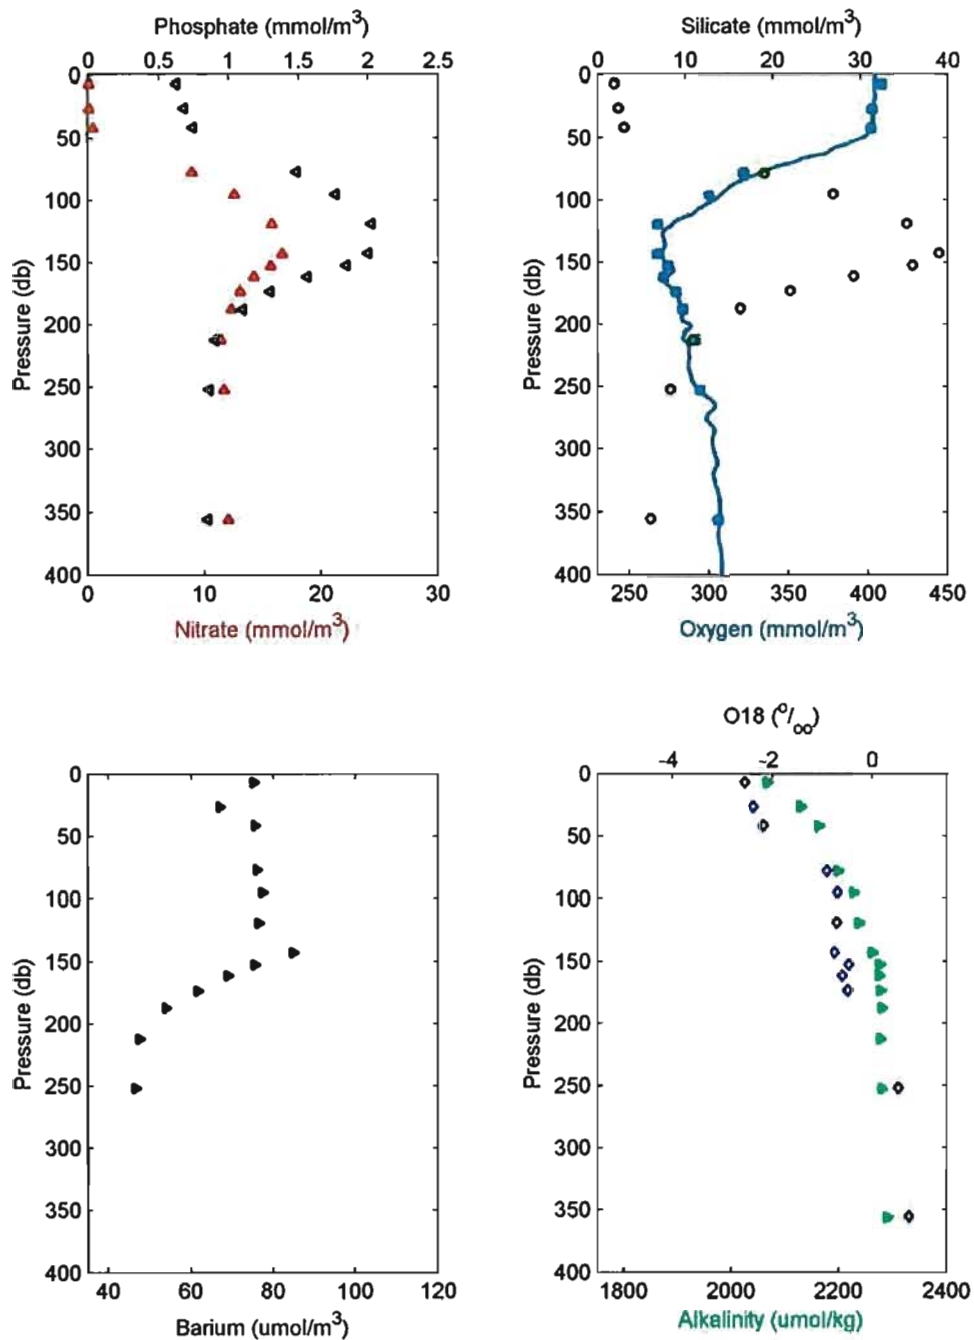 Phosphate (mmol/m³)
0 0.5 1 1.5 2 2.5
0
50
100
150
200
250
300
350
400
Pressure (db)
0 10 20 30
Nitrate (mmol/m³)
Silicate (mmol/m³)
0 10 20 30 40
0
50
100
150
200
250
300
350
400
Pressure (db)
250 300 350 400 450
Oxygen (mmol/m³)
0
50
100
150
200
250
300
350
400
Pressure (db)
40 60 80 100 120
Barium (umol/m³)
O18 (o/oo)
-4 -2 0
0
50
100
150
200
250
300
350
400
Pressure (db)
1800 2000 2200 2400
Alkalinity (umol/kg)